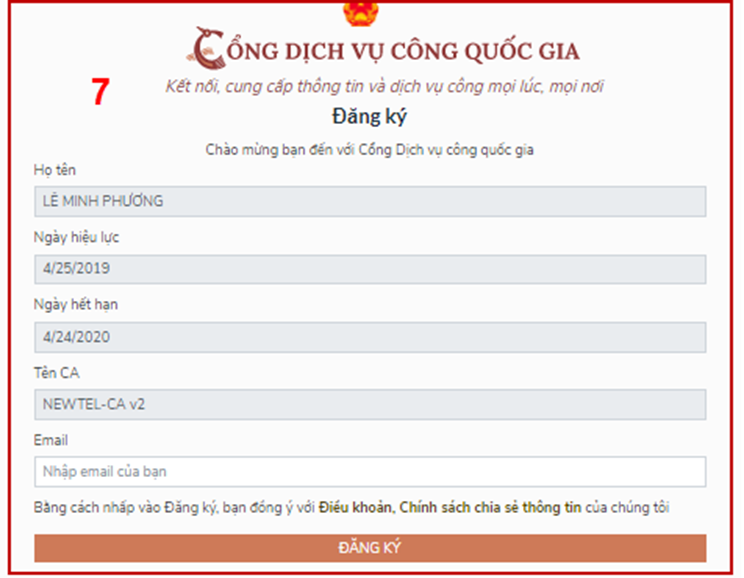 CỔNG DỊCH VỤ CÔNG QUỐC GIA
7
Kết nối, cung cấp thông tin và dịch vụ công mọi lúc, mọi nơi
Đăng ký
Chào mừng bạn đến với Cổng Dịch vụ công quốc gia
Họ tên
LÊ MINH PHƯƠNG
Ngày hiệu lực
4/25/2019
Ngày hết hạn
4/24/2020
Tên CA
NEWTEL-CA v2
Email
Nhập email của bạn
Bằng cách nhấp vào Đăng ký, bạn đồng ý với Điều khoản, Chính sách chia sẻ thông tin của chúng tôi
ĐĂNG KÝ